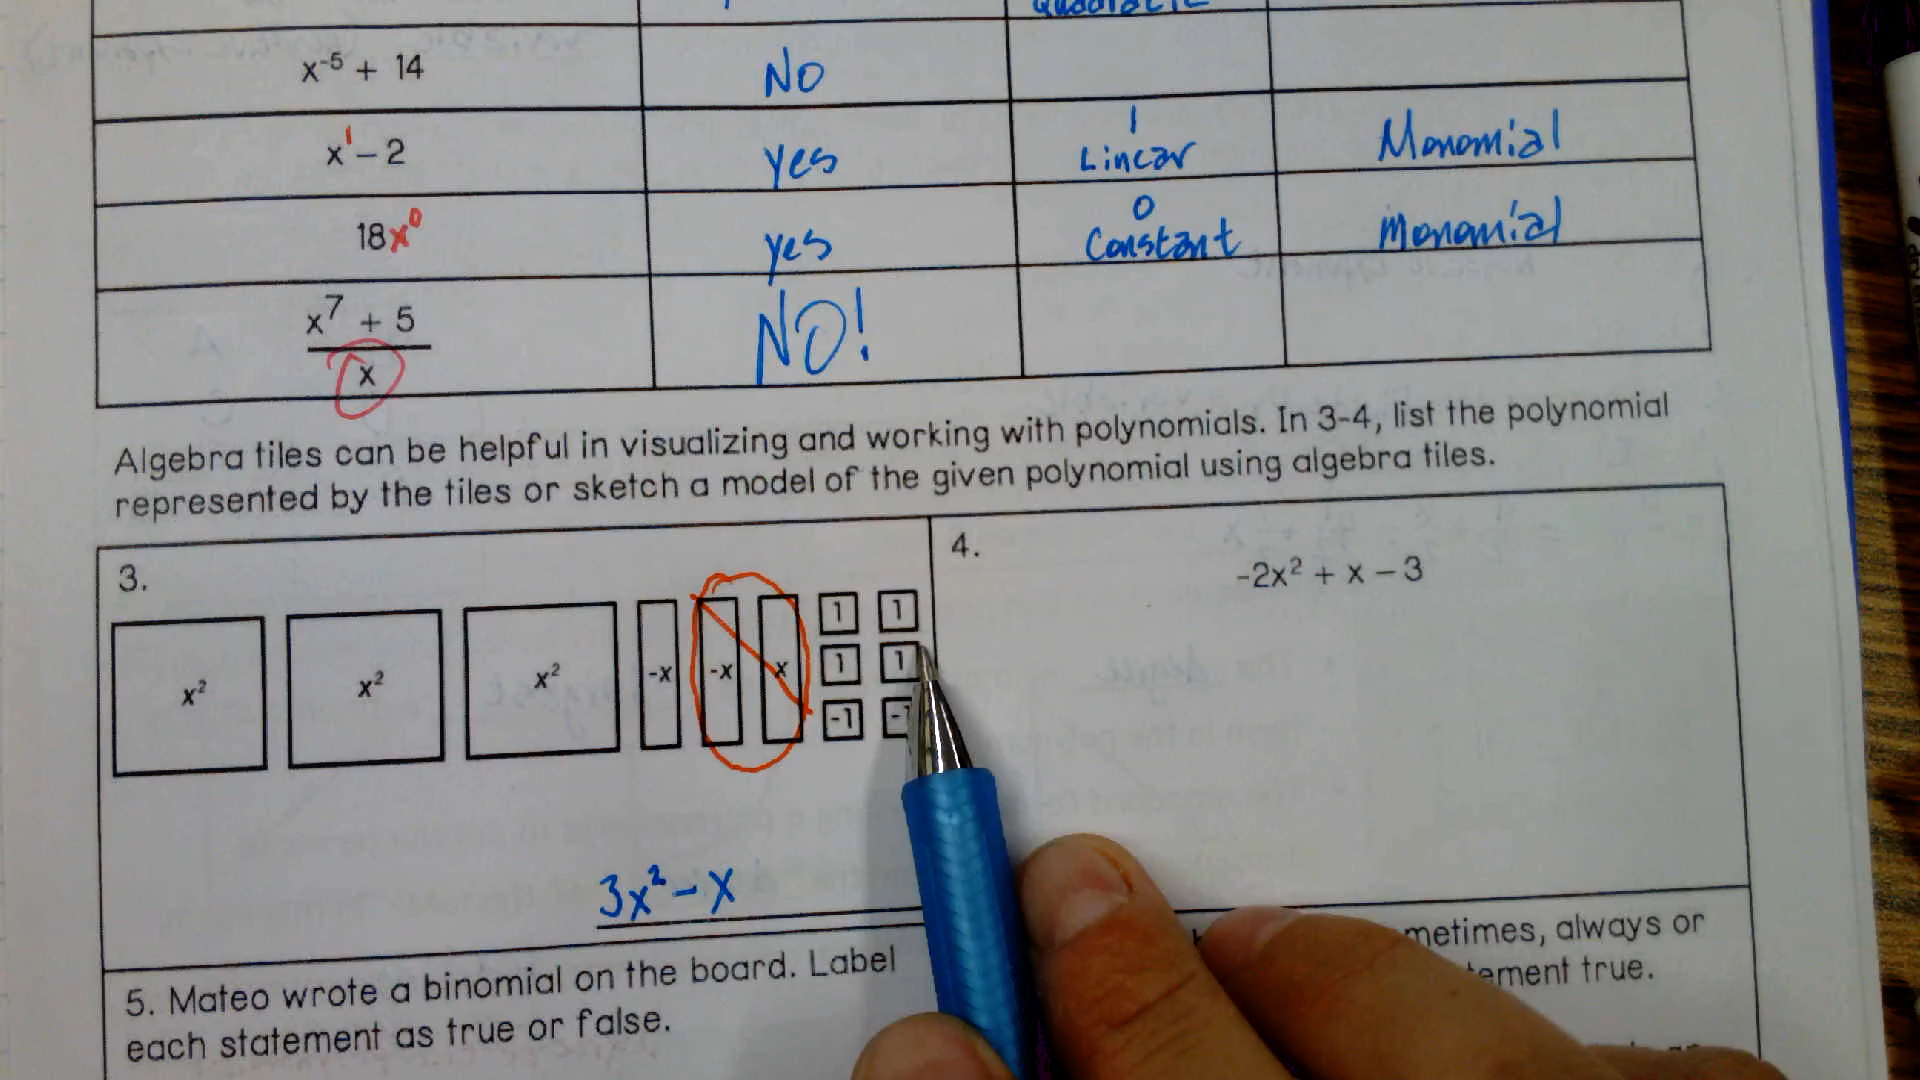 Quadratic
x⁻⁵ + 14 NO
x¹ – 2 yes 1 Linear Monomial
18x⁰ yes 0 Constant Monomial
x⁷ + 5 NO!
x
Algebra tiles can be helpful in visualizing and working with polynomials. In 3-4, list the polynomial
represented by the tiles or sketch a model of the given polynomial using algebra tiles.
3.
x² x² x² -x -x x 1 1
1 1
-1 -1
3x² – x
4.
-2x² + x – 3
5. Mateo wrote a binomial on the board. Label
each statement as true or false.
metimes, always or
tement true.